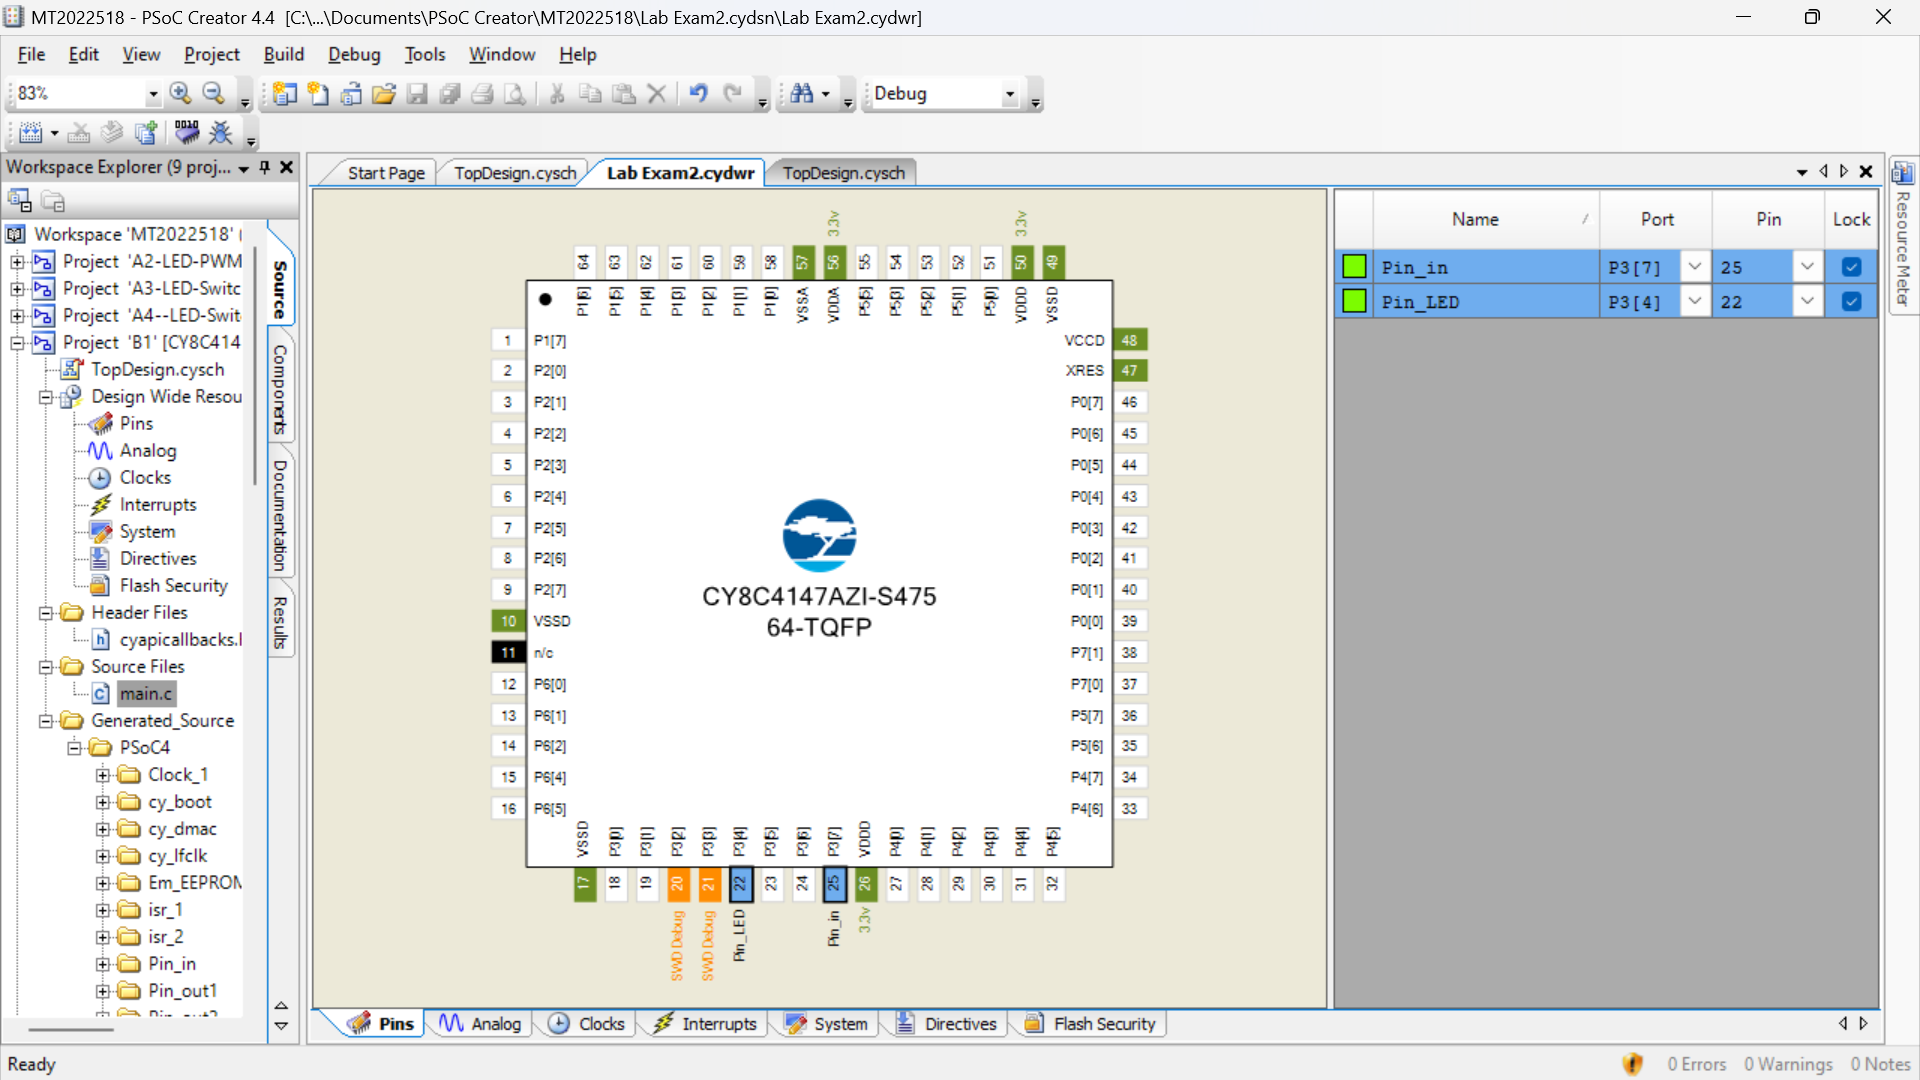 MT2022518 - PSoC Creator 4.4 [C:\...\Documents\PSoC Creator\MT2022518\Lab Exam2.cydsn\Lab Exam2.cydwr]
File Edit View Project Build Debug Tools Window Help
83%
Debug
Workspace Explorer (9 proj...
Start Page
TopDesign.cysch
Lab Exam2.cydwr
TopDesign.cysch
Workspace 'MT2022518' (
Project 'A2-LED-PWM
Project 'A3-LED-Switc
Project 'A4--LED-Swit
Project 'B1' [CY8C414
TopDesign.cysch
Design Wide Resou
Pins
Analog
Clocks
Interrupts
System
Directives
Flash Security
Header Files
cyapicallbacks.
Source Files
main.c
Generated_Source
PSoC4
Clock_1
cy_boot
cy_dmac
cy_lfclk
Em_EEPROM
isr_1
isr_2
Pin_in
Pin_out1
Pin_out2
Source
Components
Documentation
Results
3.3v 3.3v
64 63 62 61 60 59 58 57 56 55 54 53 52 51 50 49
P1[6] P1[5] P1[4] P1[3] P1[2] P1[1] P1[0] VSSA VDDA P5[5] P5[3] P5[2] P5[1] P5[0] VDDD VSSD
1 P1[7]
2 P2[0]
3 P2[1]
4 P2[2]
5 P2[3]
6 P2[4]
7 P2[5]
8 P2[6]
9 P2[7]
10 VSSD
11 n/c
12 P6[0]
13 P6[1]
14 P6[2]
15 P6[4]
16 P6[5]
CY8C4147AZI-S475
64-TQFP
VCCD 48
XRES 47
P0[7] 46
P0[6] 45
P0[5] 44
P0[4] 43
P0[3] 42
P0[2] 41
P0[1] 40
P0[0] 39
P7[1] 38
P7[0] 37
P5[7] 36
P5[6] 35
P4[7] 34
P4[6] 33
VSSD P3[0] P3[1] P3[2] P3[3] P3[4] P3[5] P3[6] P3[7] VDDD P4[0] P4[1] P4[2] P4[3] P4[4] P4[5]
17 18 19 20 21 22 23 24 25 26 27 28 29 30 31 32
SWD Debug SWD Debug Pin_LED Pin_in 3.3v
Name Port Pin Lock
Pin_in P3[7] 25
Pin_LED P3[4] 22
Resource Meter
Pins Analog Clocks Interrupts System Directives Flash Security
Ready
0 Errors 0 Warnings 0 Notes